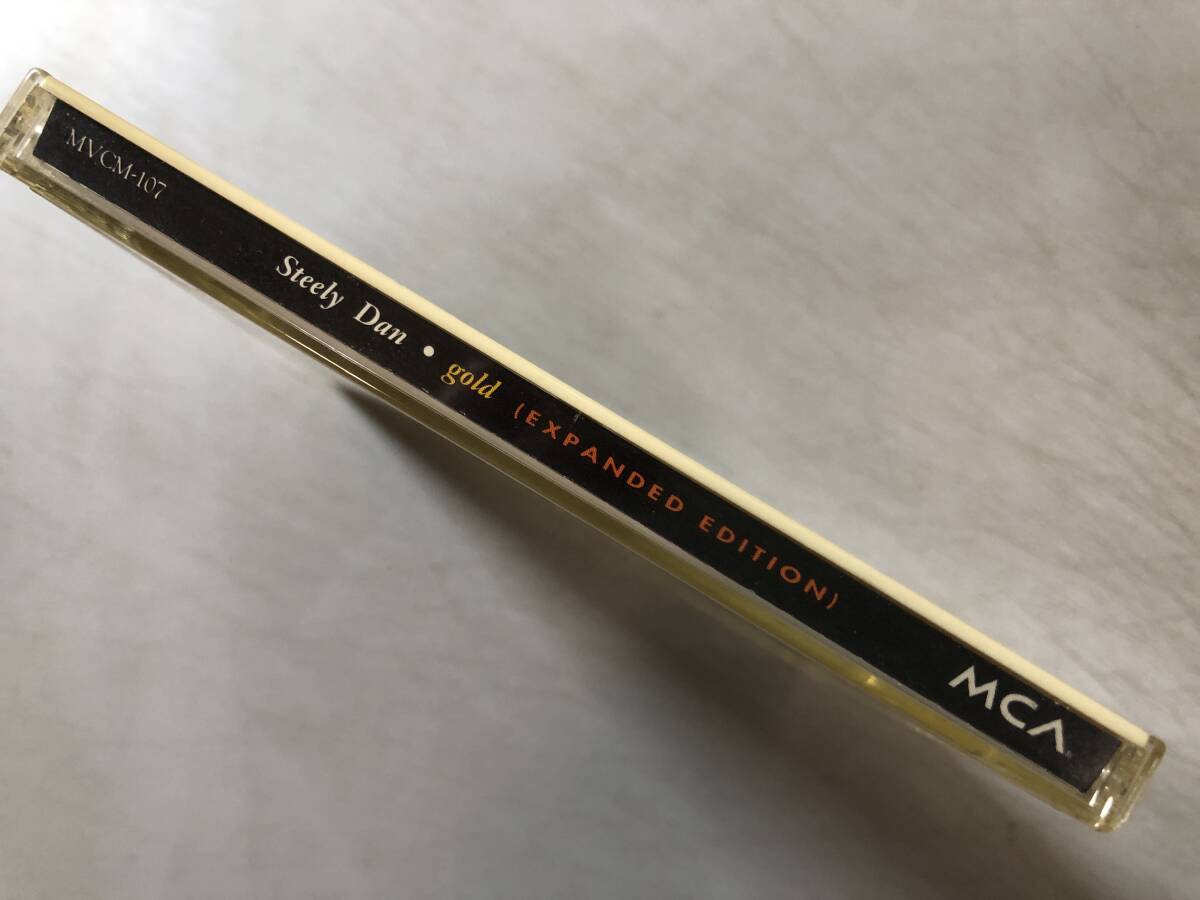 MVCM-107 Steely Dan • gold (EXPANDED EDITION) MCA